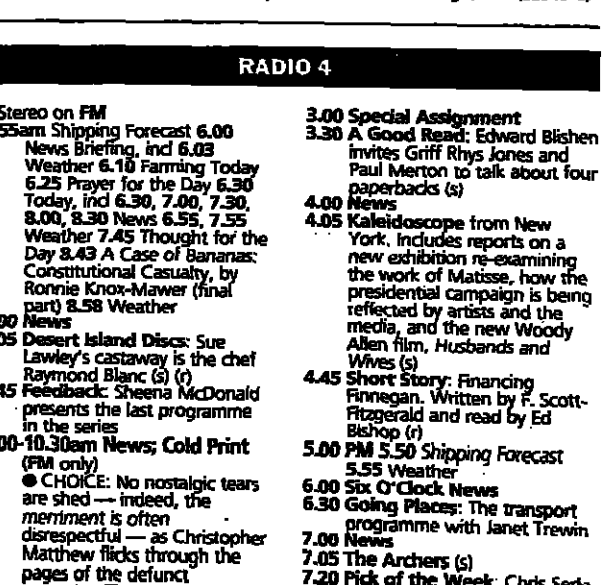 RADIO 4
Stereo on FM
55am Shipping Forecast 6.00
News Briefing, incl 6.03
Weather 6.10 Farming Today
6.25 Prayer for the Day 6.30
Today, incl 6.30, 7.00, 7.30,
8.00, 8.30 News 6.55, 7.55
Weather 7.45 Thought for the
Day 8.43 A Case of Bananas:
Constitutional Casualty, by
Ronnie Knox-Mawer (final
part) 8.58 Weather
00 News
05 Desert Island Discs: Sue
Lawley's castaway is the chef
Raymond Blanc (s) (r)
45 Feedback: Sheena McDonald
presents the last programme
in the series
00-10.30am News; Cold Print
(FM only)
● CHOICE: No nostalgic tears
are shed — indeed, the
merriment is often
disrespectful — as Christopher
Matthew flicks through the
pages of the defunct
3.00 Special Assignment
3.30 A Good Read: Edward Blishen
invites Griff Rhys Jones and
Paul Merton to talk about four
paperbacks (s)
4.00 News
4.05 Kaleidoscope from New
York. Includes reports on a
new exhibition re-examining
the work of Matisse, how the
presidential campaign is being
reflected by artists and the
media, and the new Woody
Allen film, Husbands and
Wives (s)
4.45 Short Story: Financing
Finnegan. Written by F. Scott-
Fitzgerald and read by Ed
Bishop (r)
5.00 PM 5.50 Shipping Forecast
5.55 Weather
6.00 Six O'Clock News
6.30 Going Places: The transport
programme with Janet Trewin
7.00 News
7.05 The Archers (s)
7.20 Pick of the Week: Chris Serle